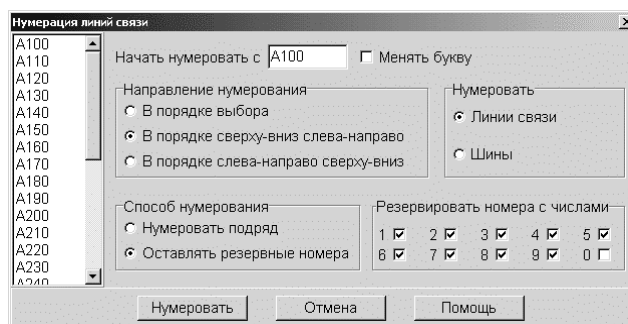 Нумерация линий связи
A100
A110
A120
A130
A140
A150
A160
A170
A180
A190
A200
A210
A220
A230
A240
Начать нумеровать с A100 Менять букву
Направление нумерования
В порядке выбора
В порядке сверху-вниз слева-направо
В порядке слева-направо сверху-вниз
Нумеровать
Линии связи
Шины
Способ нумерования
Нумеровать подряд
Оставлять резервные номера
Резервировать номера с числами
1 2 3 4 5
6 7 8 9 0
Нумеровать Отмена Помощь